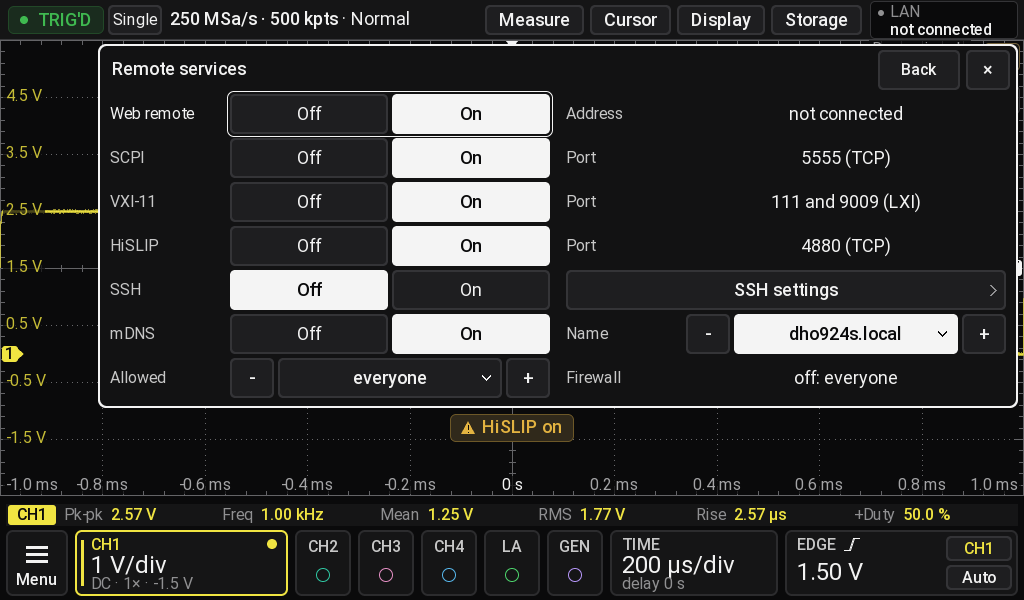 TRIG'D Single 250 MSa/s · 500 kpts · Normal Measure Cursor Display Storage LAN
not connected
Remote services Back ×
Web remote Off On Address not connected
SCPI Off On Port 5555 (TCP)
VXI-11 Off On Port 111 and 9009 (LXI)
HiSLIP Off On Port 4880 (TCP)
SSH Off On SSH settings
mDNS Off On Name - dho924s.local +
Allowed - everyone + Firewall off: everyone
4.5 V
3.5 V
2.5 V
1.5 V
0.5 V
1
-0.5 V
-1.5 V
HiSLIP on
-1.0 ms -0.8 ms -0.6 ms -0.4 ms -0.2 ms 0 s 0.2 ms 0.4 ms 0.6 ms 0.8 ms 1.0 ms
CH1 Pk-pk 2.57 V Freq 1.00 kHz Mean 1.25 V RMS 1.77 V Rise 2.57 µs +Duty 50.0 %
Menu
CH1
1 V/div
DC · 1× · -1.5 V
CH2 CH3 CH4 LA GEN
TIME
200 µs/div
delay 0 s
EDGE
1.50 V
CH1
Auto